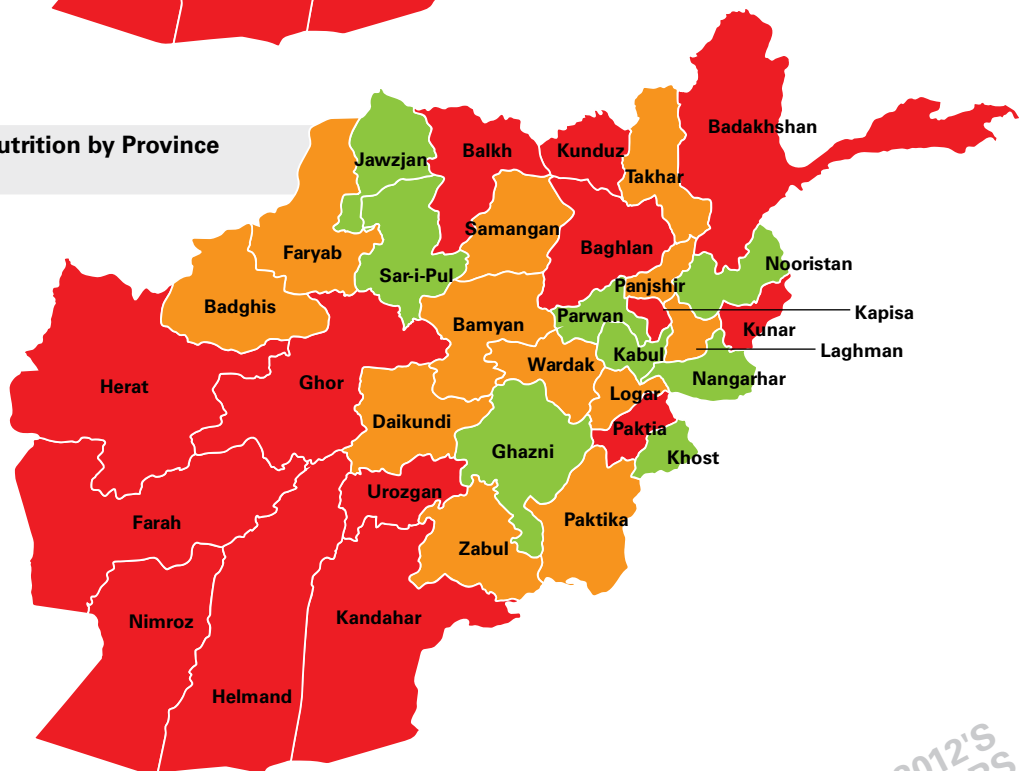 utrition by Province
Badakhshan
Jawzjan
Balkh
Kunduz
Takhar
Samangan
Faryab
Baghlan
Nooristan
Sar-i-Pul
Panjshir
Badghis
Parwan
Kapisa
Bamyan
Kunar
Kabul
Laghman
Wardak
Herat
Ghor
Nangarhar
Logar
Daikundi
Paktia
Ghazni
Khost
Urozgan
Farah
Paktika
Zabul
Nimroz
Kandahar
Helmand
2012'S